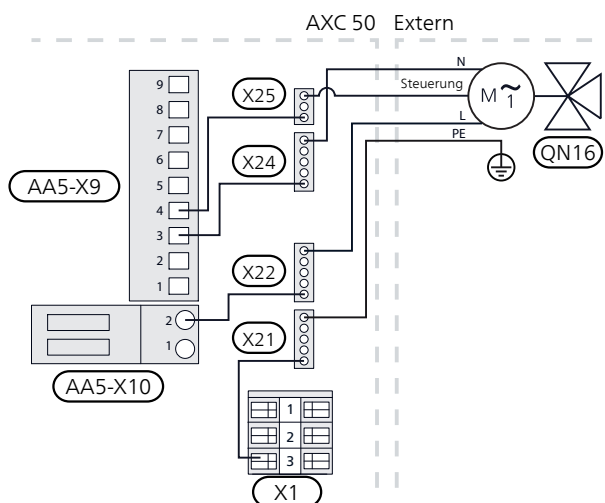 AXC 50 Extern
N
Steuerung
L
PE
M ~ 1
QN16
X25
X24
X22
X21
AA5-X9
9
8
7
6
5
4
3
2
1
2
1
AA5-X10
1
2
3
X1